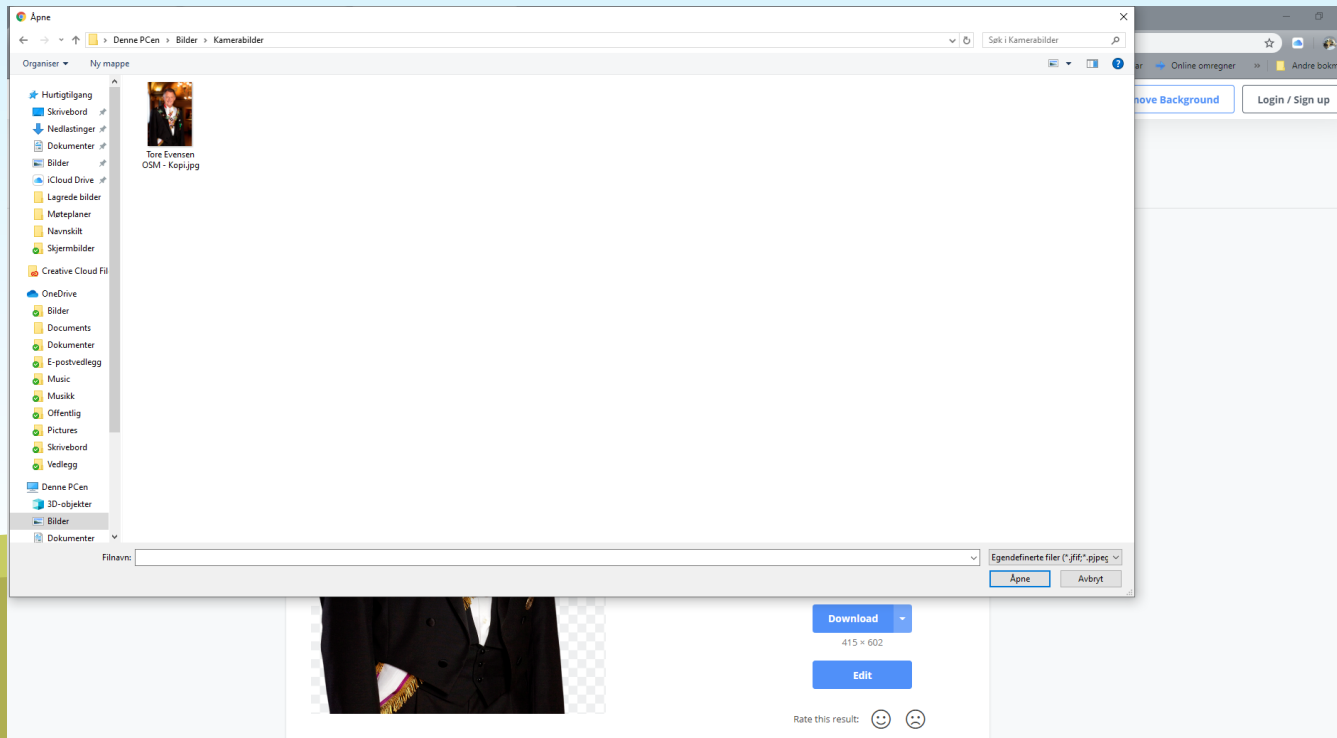 Åpne
Denne PCen > Bilder > Kamerabilder
Søk i Kamerabilder
Organiser
Ny mappe
Hurtigtilgang
Skrivebord
Nedlastinger
Dokumenter
Bilder
iCloud Drive
Lagrede bilder
Møteplaner
Navnskilt
Skjermbilder
Creative Cloud Fil
OneDrive
Bilder
Documents
Dokumenter
E-postvedlegg
Music
Musikk
Offentlig
Pictures
Skrivebord
Vedlegg
Denne PCen
3D-objekter
Bilder
Dokumenter
Tore Evensen
OSM - Kopi.jpg
Filnavn:
Egendefinerte filer (*.jfif;*.pjpeg
Åpne
Avbryt
ar
Online omregner
»
Andre bokm
move Background
Login / Sign up
Download
415 × 602
Edit
Rate this result: